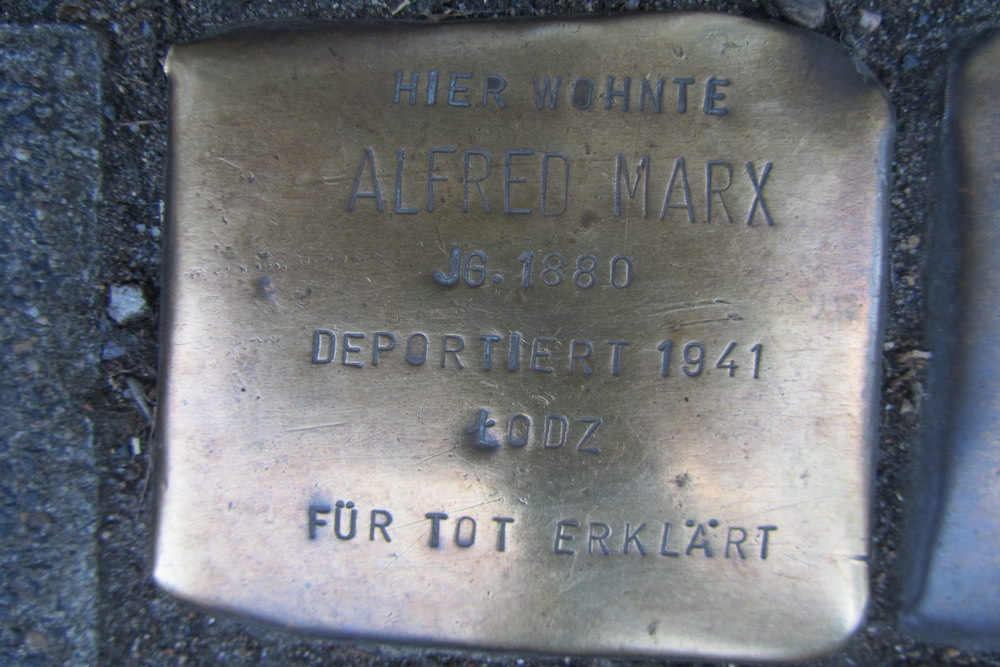 HIER WOHNTE
ALFRED MARX
JG. 1880
DEPORTIERT 1941
ŁODZ
FÜR TOT ERKLÄRT